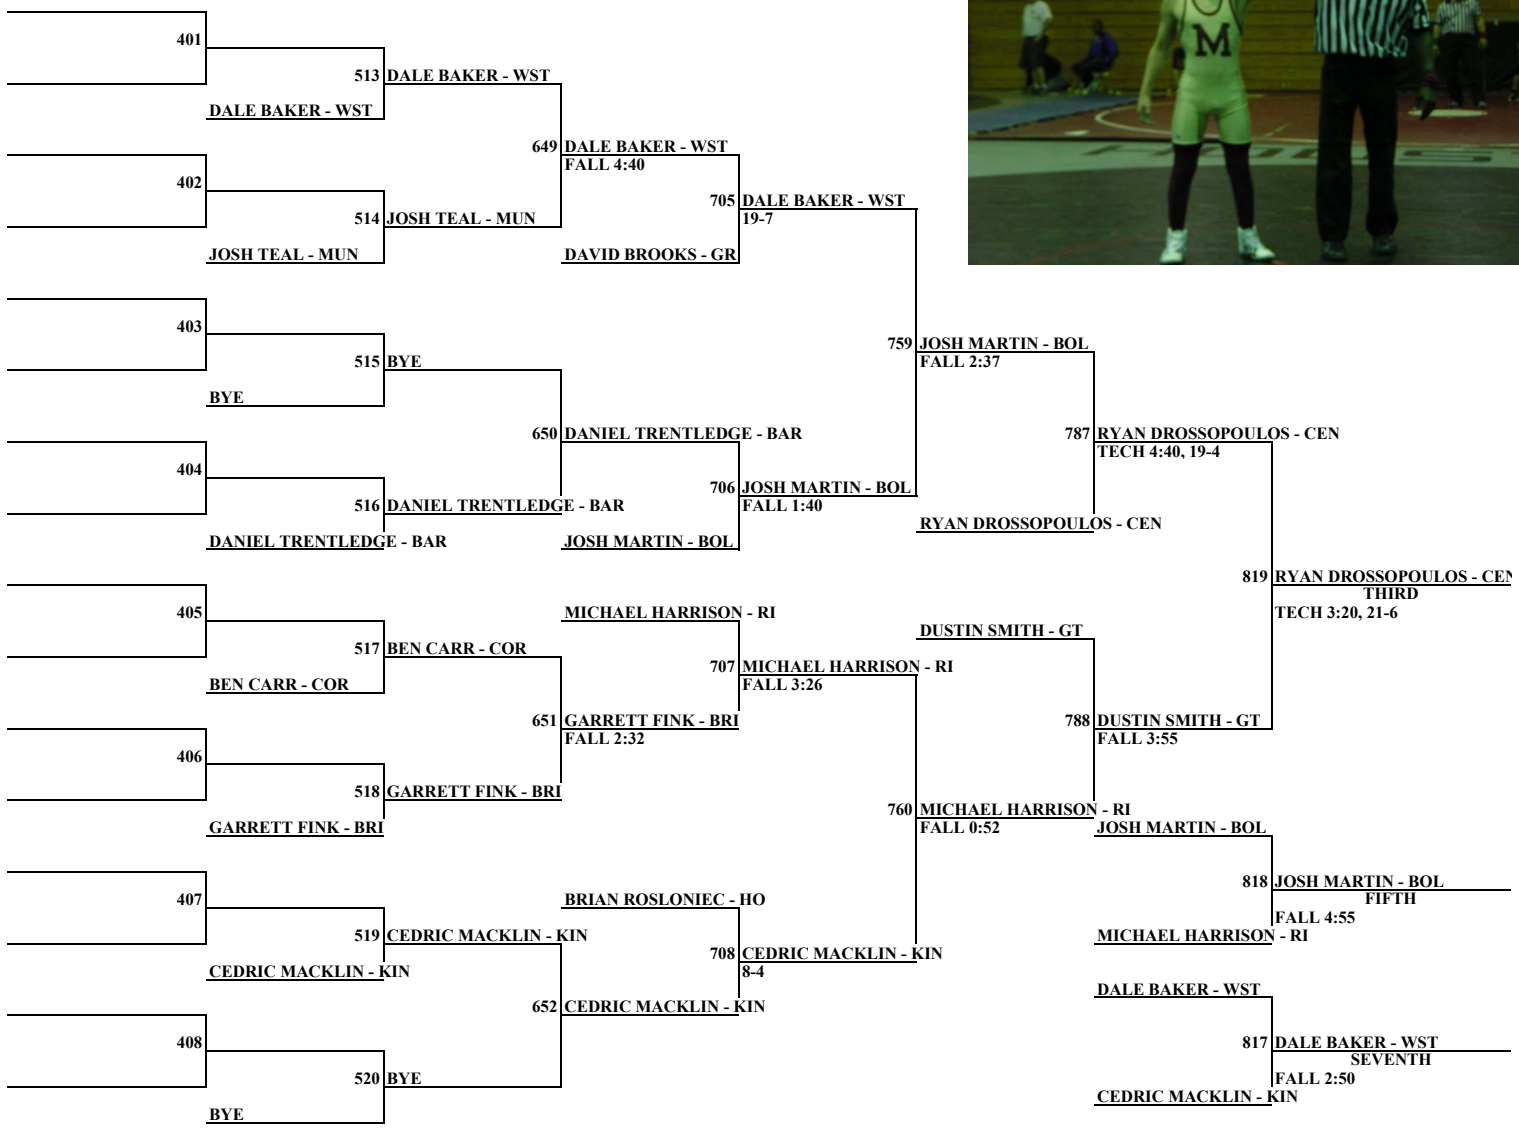 M
401
513 DALE BAKER - WST
DALE BAKER - WST
649 DALE BAKER - WST
FALL 4:40
402
705 DALE BAKER - WST
19-7
514 JOSH TEAL - MUN
JOSH TEAL - MUN
DAVID BROOKS - GR
403
759 JOSH MARTIN - BOL
FALL 2:37
515 BYE
BYE
650 DANIEL TRENTLEDGE - BAR
787 RYAN DROSSOPOULOS - CEN
TECH 4:40, 19-4
404
706 JOSH MARTIN - BOL
FALL 1:40
516 DANIEL TRENTLEDGE - BAR
RYAN DROSSOPOULOS - CEN
DANIEL TRENTLEDGE - BAR
JOSH MARTIN - BOL
819 RYAN DROSSOPOULOS - CEN
THIRD
TECH 3:20, 21-6
405
MICHAEL HARRISON - RI
DUSTIN SMITH - GT
517 BEN CARR - COR
707 MICHAEL HARRISON - RI
FALL 3:26
BEN CARR - COR
651 GARRETT FINK - BRI
FALL 2:32
788 DUSTIN SMITH - GT
FALL 3:55
406
518 GARRETT FINK - BRI
760 MICHAEL HARRISON - RI
FALL 0:52
GARRETT FINK - BRI
JOSH MARTIN - BOL
818 JOSH MARTIN - BOL
FIFTH
FALL 4:55
407
BRIAN ROSLONIEC - HO
519 CEDRIC MACKLIN - KIN
MICHAEL HARRISON - RI
708 CEDRIC MACKLIN - KIN
8-4
CEDRIC MACKLIN - KIN
DALE BAKER - WST
652 CEDRIC MACKLIN - KIN
408
817 DALE BAKER - WST
SEVENTH
FALL 2:50
520 BYE
CEDRIC MACKLIN - KIN
BYE